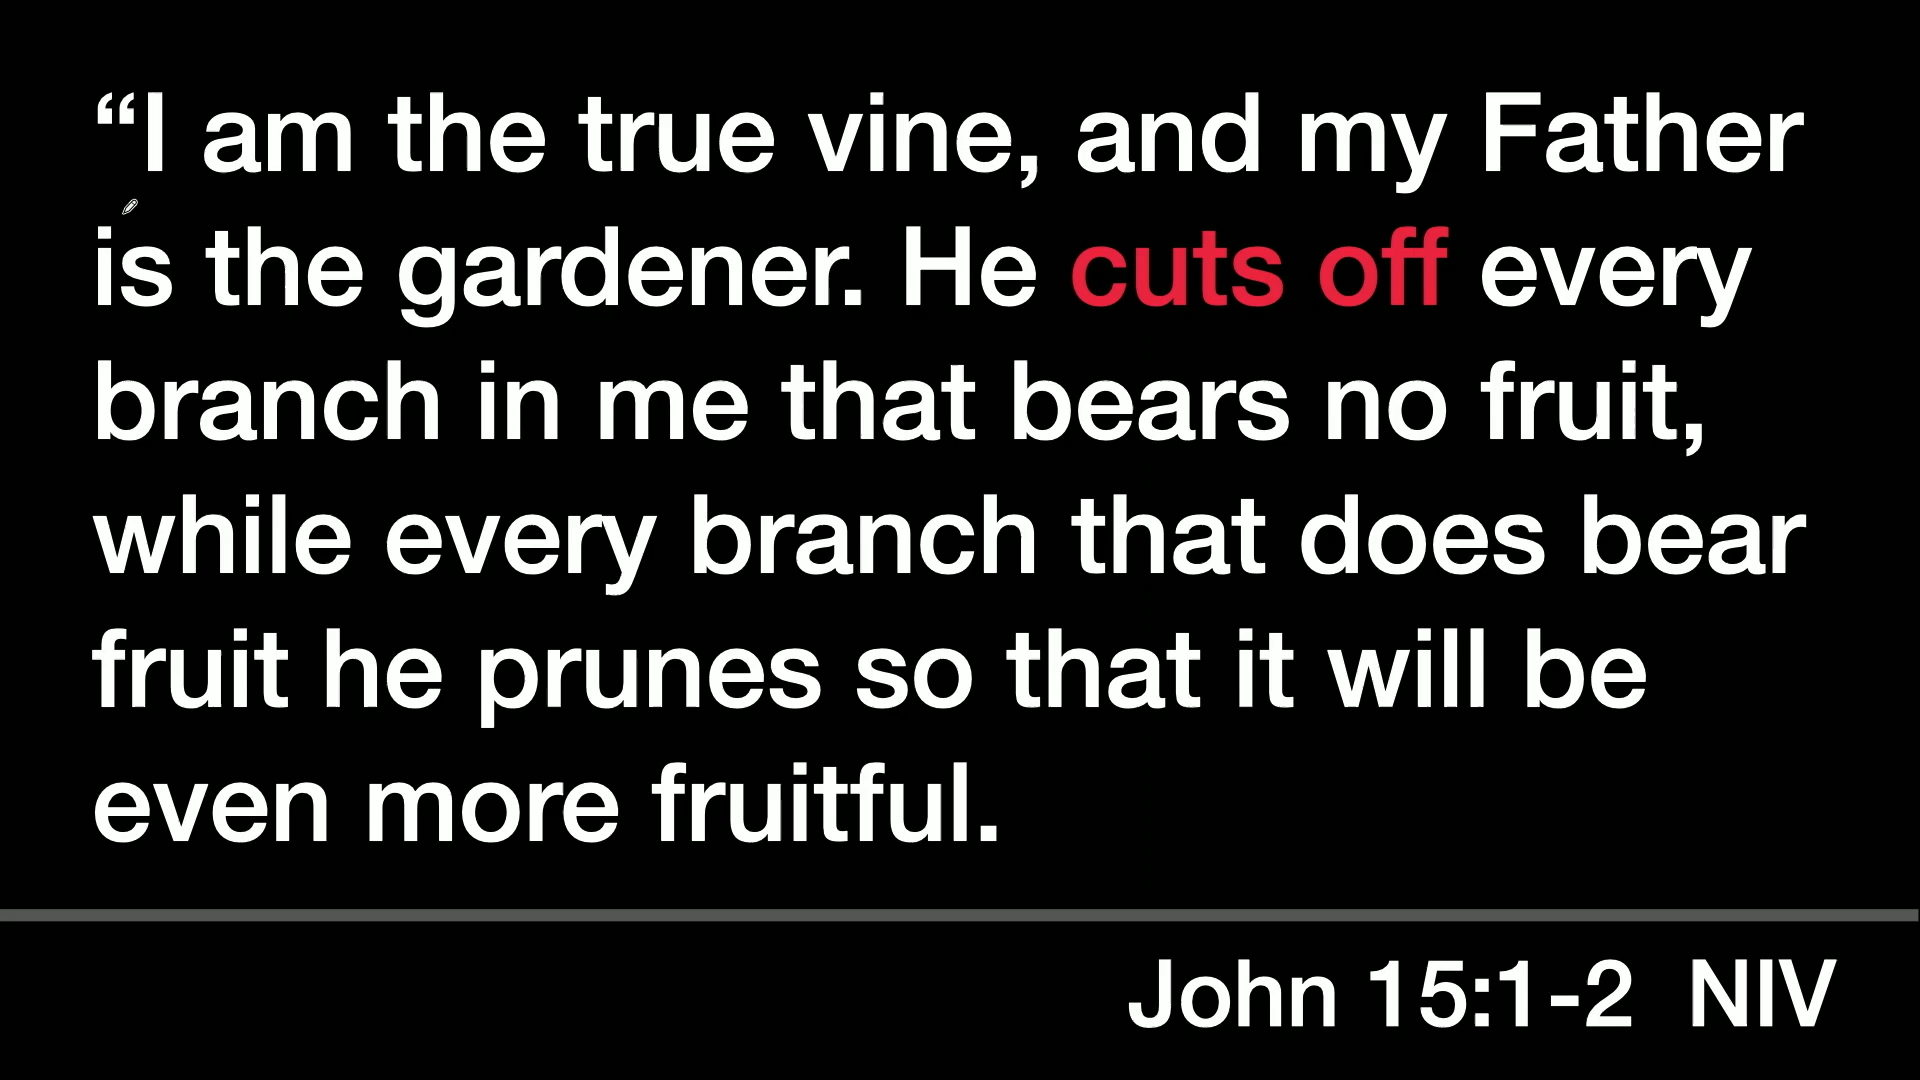 “I am the true vine, and my Father
is the gardener. He cuts off every
branch in me that bears no fruit,
while every branch that does bear
fruit he prunes so that it will be
even more fruitful.
John 15:1-2  NIV